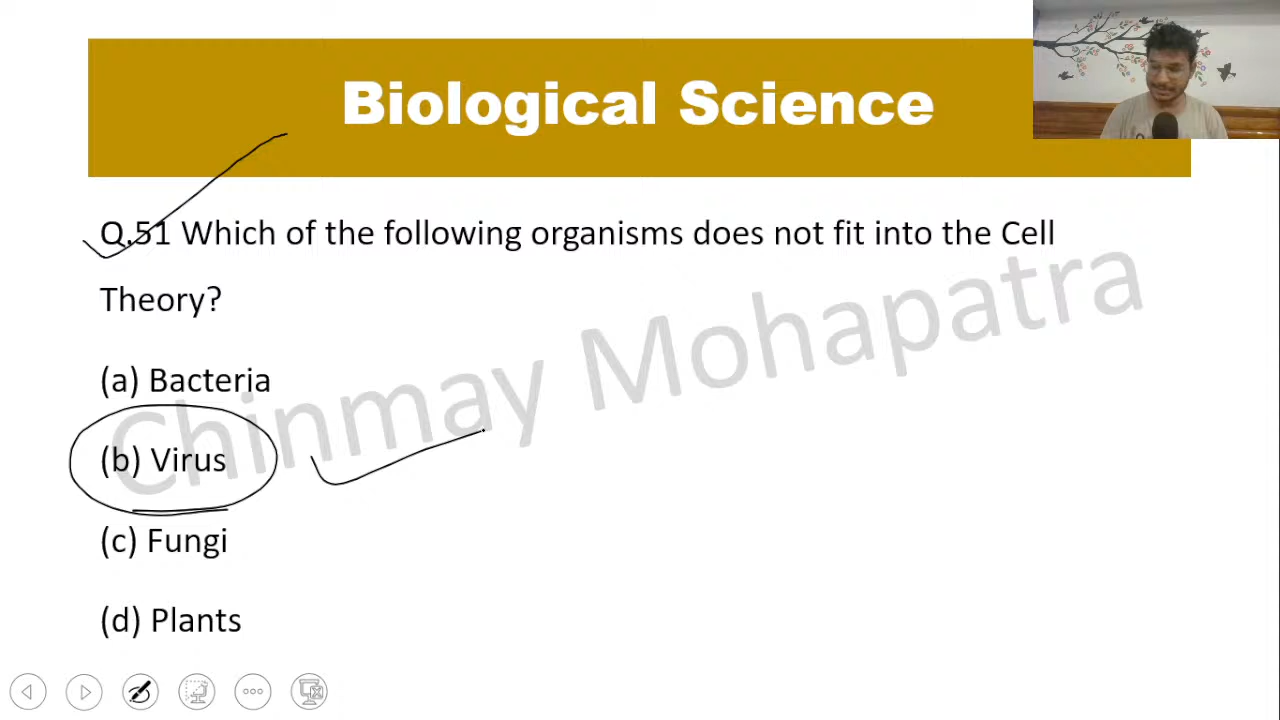 Biological Science
Q.51 Which of the following organisms does not fit into the Cell
Theory?
(a) Bacteria
(b) Virus
(c) Fungi
(d) Plants
Chinmay Mohapatra